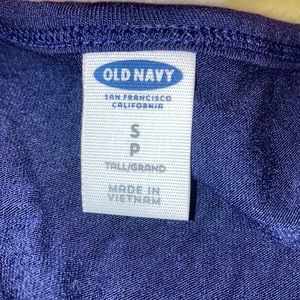 OLD NAVY
SAN FRANCISCO
CALIFORNIA
S
P
TALL/GRAND
MADE IN
VIETNAM